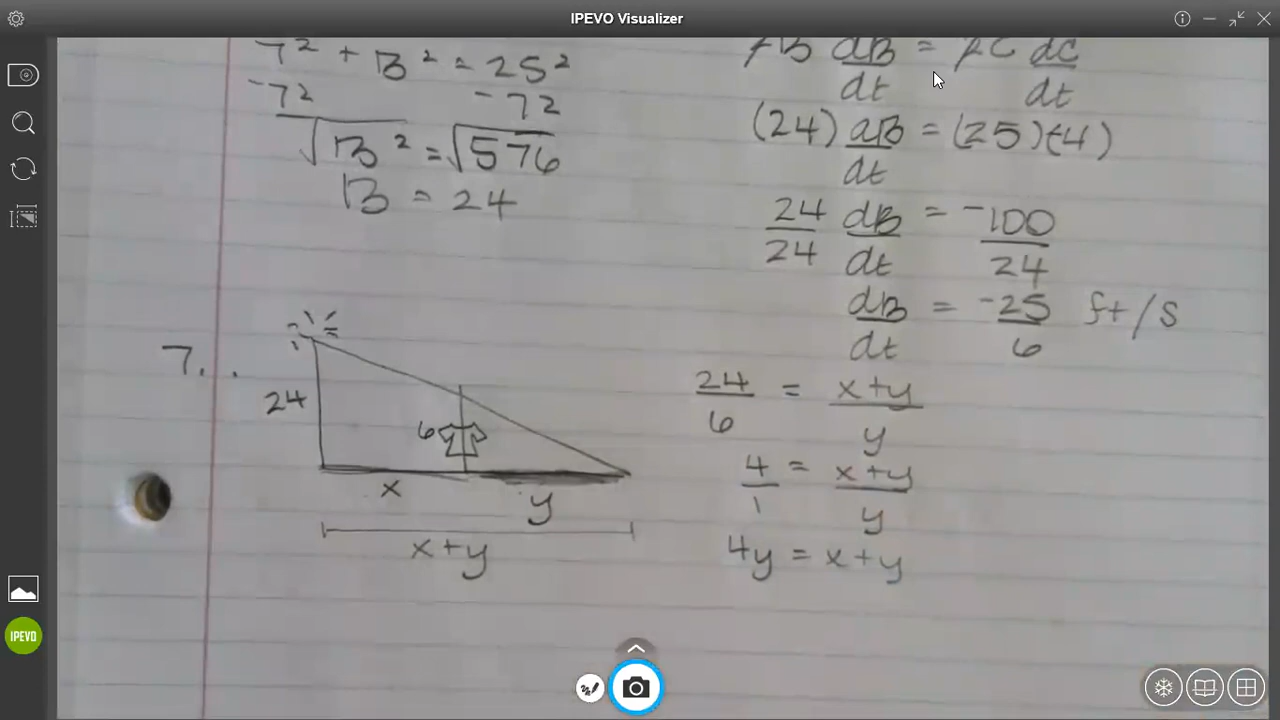 IPEVO Visualizer
7² + B² = 25²
-7² -7²
√B² = √576
B = 24
2B dB/dt = 2C dC/dt
(24) dB/dt = (25)(-4)
24/24 dB/dt = -100/24
dB/dt = -25/6 ft/s
7.
24
6
x
y
x+y
24/6 = x+y/y
4/1 = x+y/y
4y = x+y
IPEVO